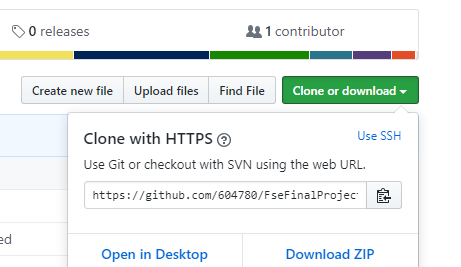 0 releases
1 contributor
Create new file
Upload files
Find File
Clone or download
Clone with HTTPS ?
Use SSH
Use Git or checkout with SVN using the web URL.
https://github.com/604780/FseFinalProjec
ed
Open in Desktop
Download ZIP